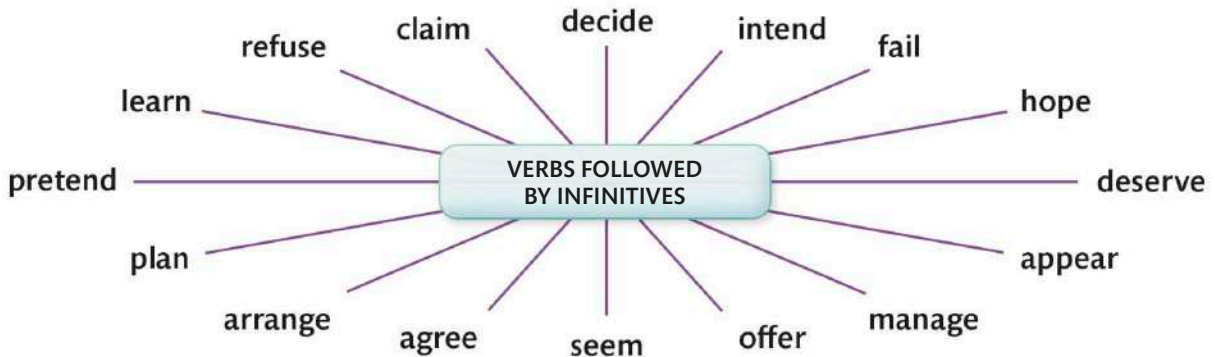 decide
claim
intend
refuse
fail
learn
hope
VERBS FOLLOWED
BY INFINITIVES
pretend
deserve
plan
appear
arrange
manage
agree
offer
seem